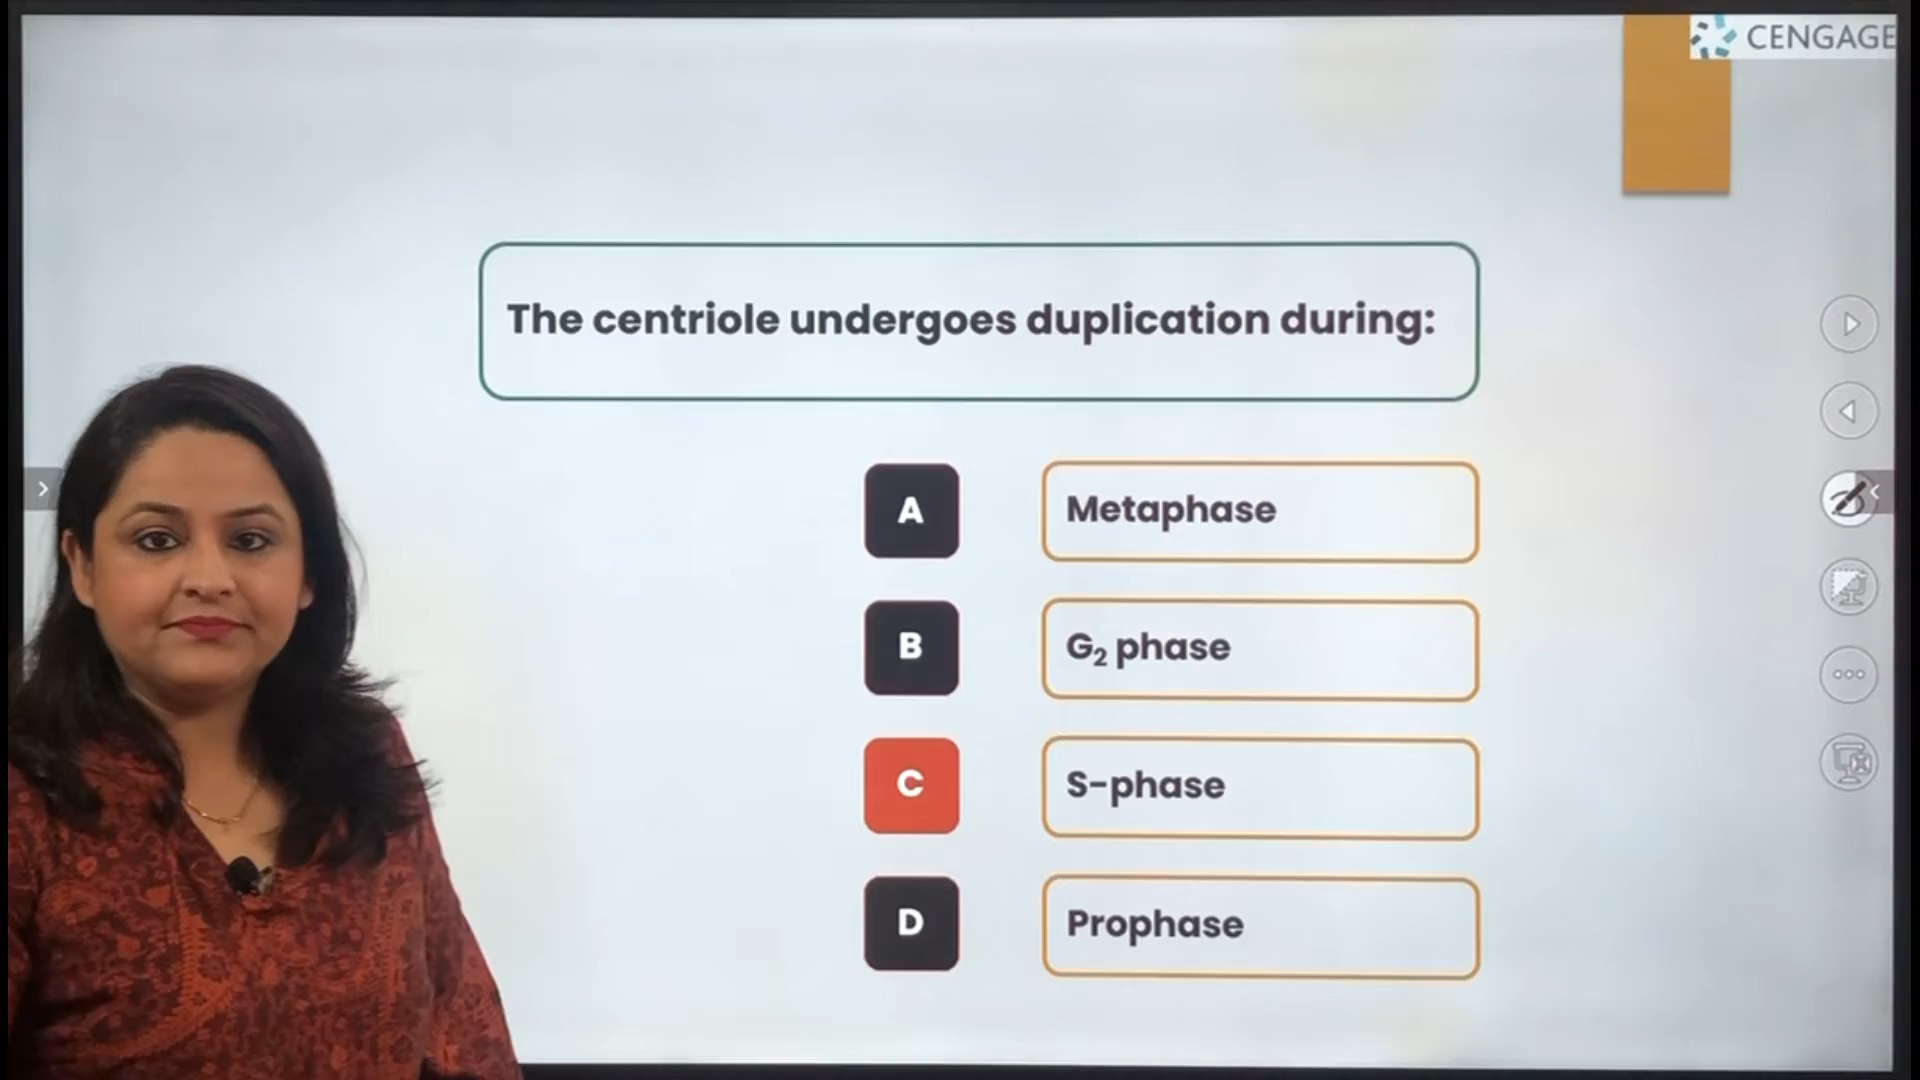 CENGAGE
The centriole undergoes duplication during:
A Metaphase
B G₂ phase
C S-phase
D Prophase